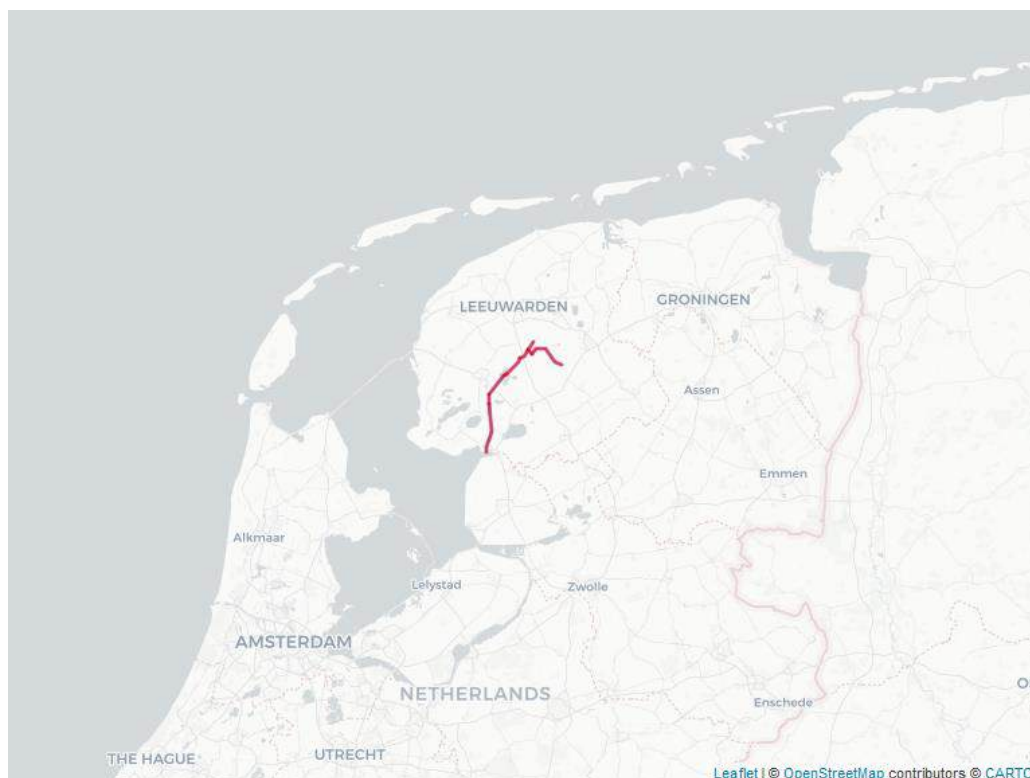 LEEUWARDEN
GRONINGEN
Assen
Emmen
Alkmaar
Lelystad
Zwolle
AMSTERDAM
NETHERLANDS
Enschede
THE HAGUE
UTRECHT
Leaflet | © OpenStreetMap contributors © CARTO